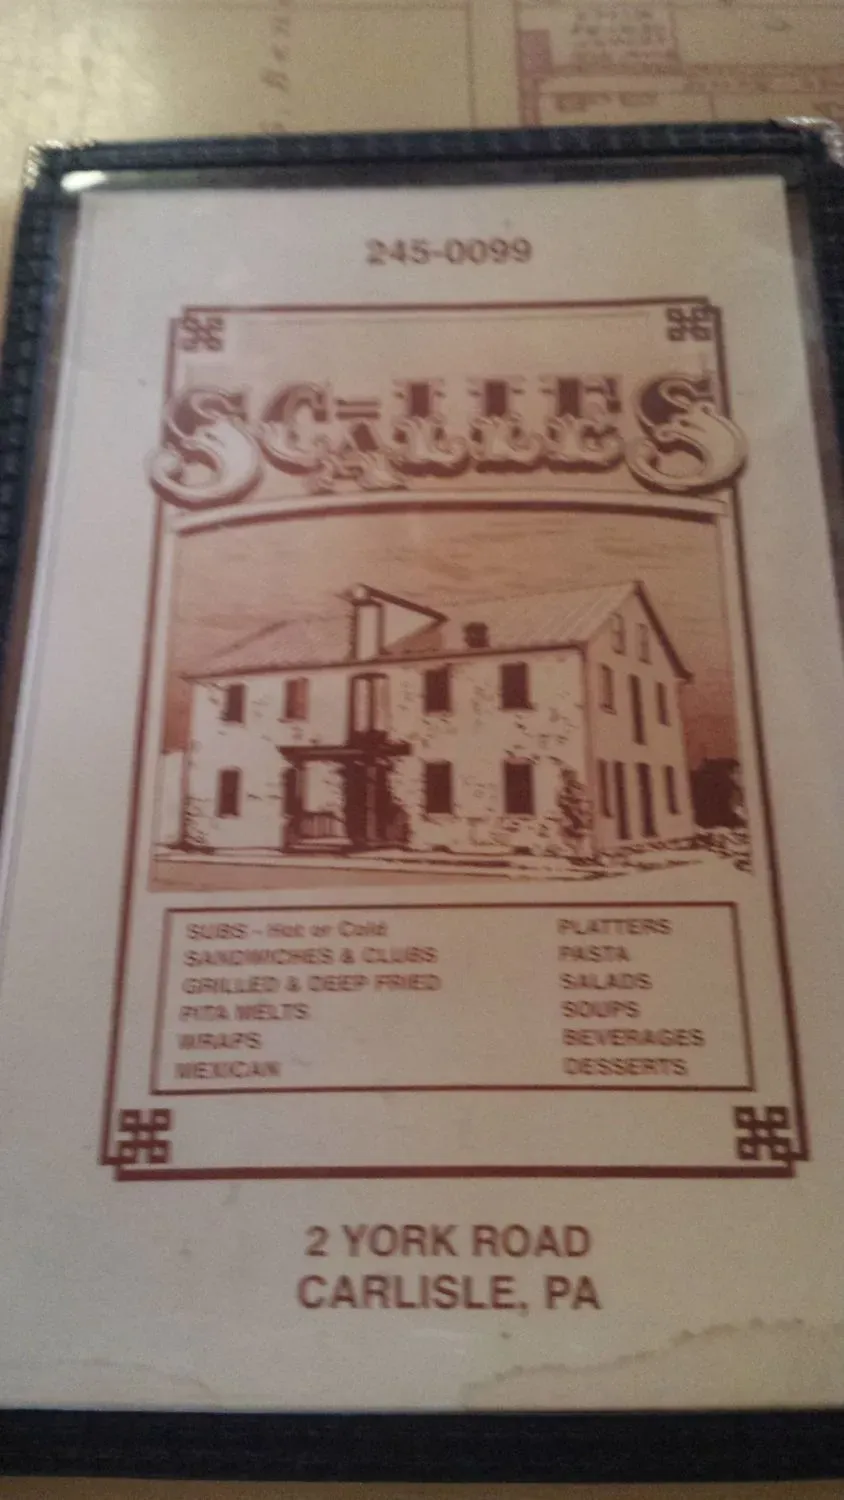 245-0099
SCALLES
SUBS - Hot or Cold
SANDWICHES & CLUBS
GRILLED & DEEP FRIED
PITA MELTS
WRAPS
MEXICAN
PLATTERS
PASTA
SALADS
SOUPS
BEVERAGES
DESSERTS
2 YORK ROAD
CARLISLE, PA